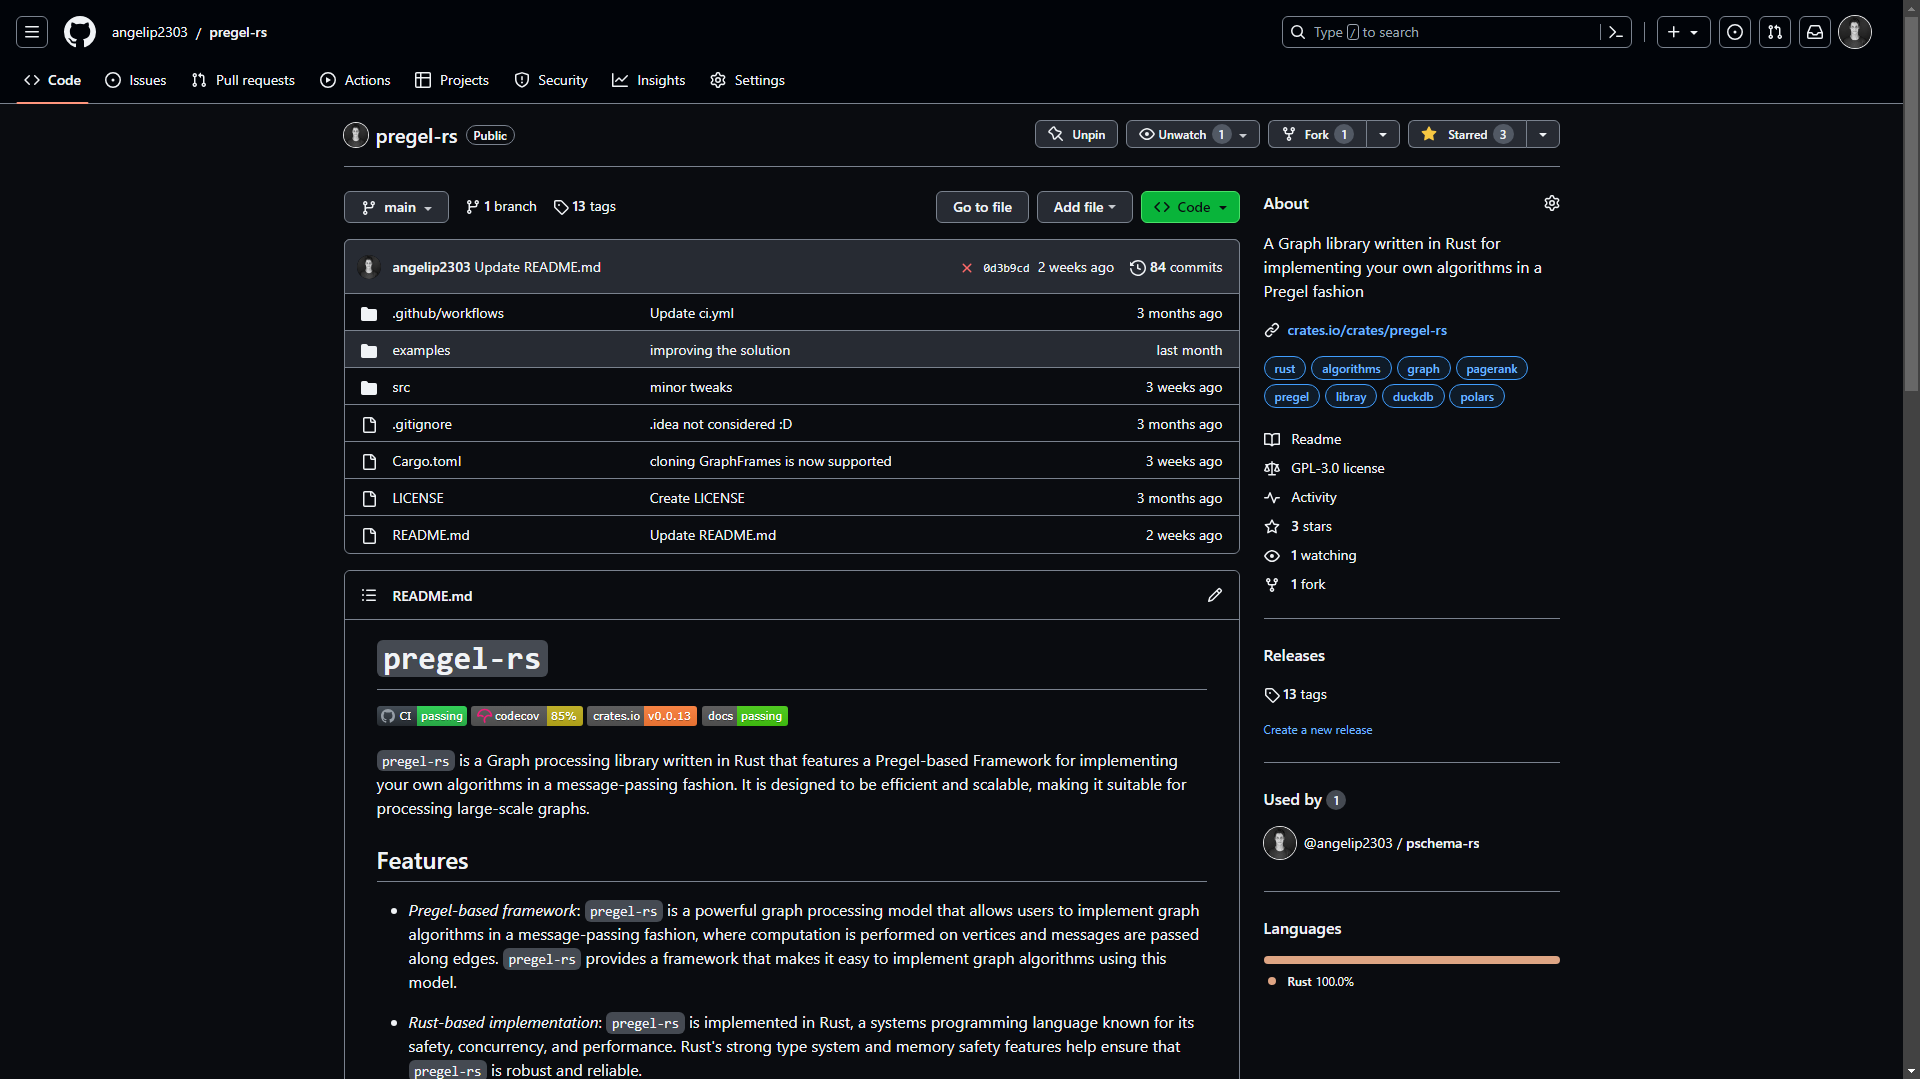 angelip2303 / pregel-rs
Type / to search
Code Issues Pull requests Actions Projects Security Insights Settings
pregel-rs Public
Unpin Unwatch 1 Fork 1 Starred 3
main 1 branch 13 tags
Go to file Add file Code
angelip2303 Update README.md 0d3b9cd 2 weeks ago 84 commits
.github/workflows Update ci.yml 3 months ago
examples improving the solution last month
src minor tweaks 3 weeks ago
.gitignore .idea not considered :D 3 months ago
Cargo.toml cloning GraphFrames is now supported 3 weeks ago
LICENSE Create LICENSE 3 months ago
README.md Update README.md 2 weeks ago
README.md
pregel-rs
CI passing codecov 85% crates.io v0.0.13 docs passing
pregel-rs is a Graph processing library written in Rust that features a Pregel-based Framework for implementing
your own algorithms in a message-passing fashion. It is designed to be efficient and scalable, making it suitable for
processing large-scale graphs.
Features
• Pregel-based framework: pregel-rs is a powerful graph processing model that allows users to implement graph
algorithms in a message-passing fashion, where computation is performed on vertices and messages are passed
along edges. pregel-rs provides a framework that makes it easy to implement graph algorithms using this
model.
• Rust-based implementation: pregel-rs is implemented in Rust, a systems programming language known for its
safety, concurrency, and performance. Rust's strong type system and memory safety features help ensure that
pregel-rs is robust and reliable.
About
A Graph library written in Rust for
implementing your own algorithms in a
Pregel fashion
crates.io/crates/pregel-rs
rust algorithms graph pagerank
pregel libray duckdb polars
Readme
GPL-3.0 license
Activity
3 stars
1 watching
1 fork
Releases
13 tags
Create a new release
Used by 1
@angelip2303 / pschema-rs
Languages
Rust 100.0%